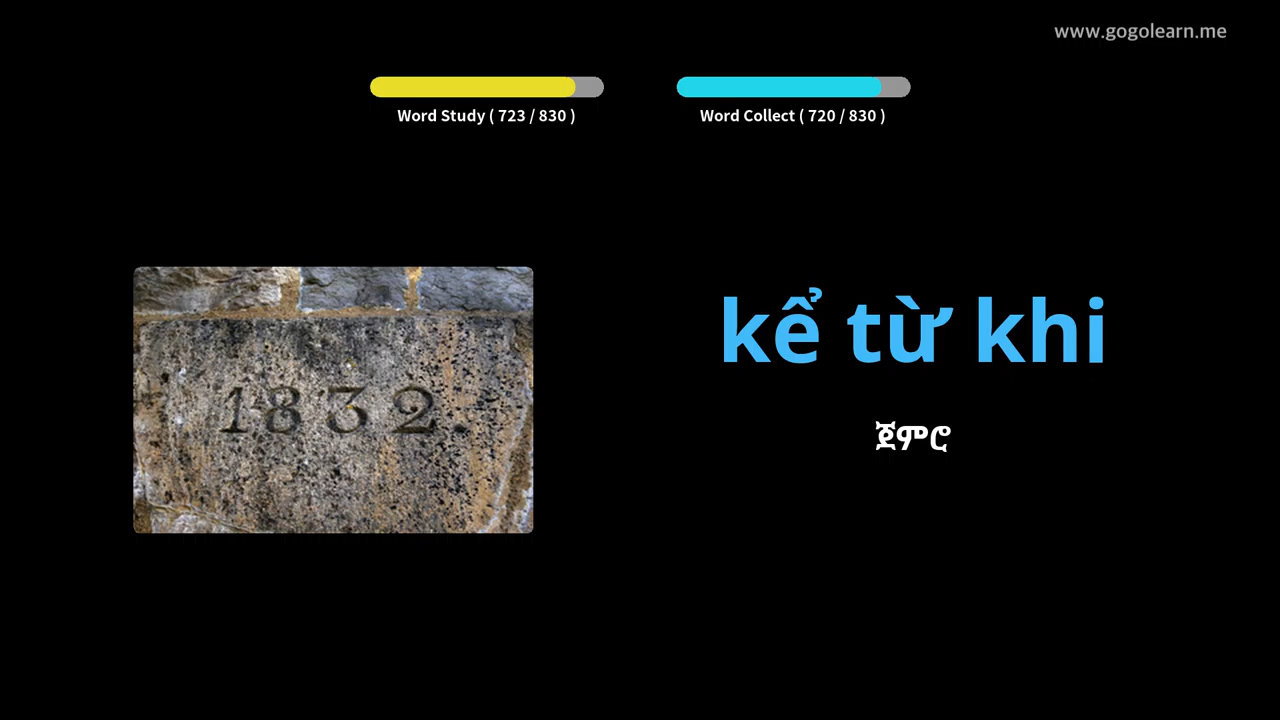 www.gogolearn.me
Word Study ( 723 / 830 )
Word Collect ( 720 / 830 )
1832.
kể từ khi
ጀምሮ